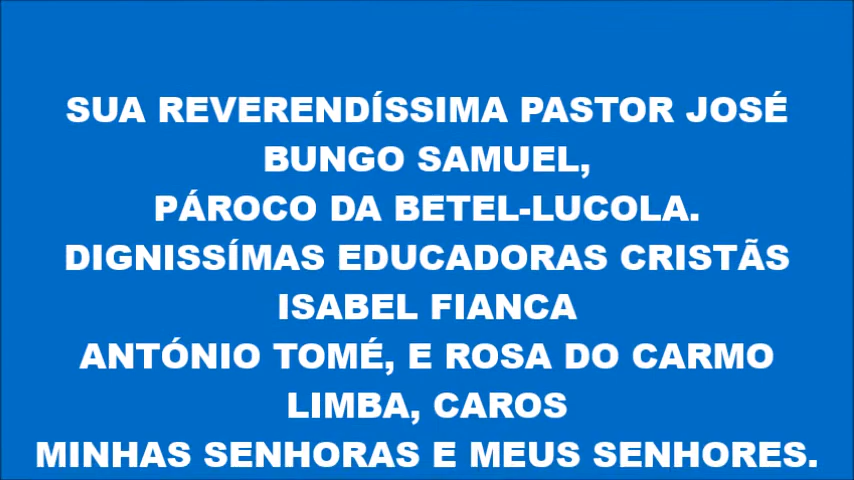 SUA REVERENDÍSSIMA PASTOR JOSÉ
BUNGO SAMUEL,
PÁROCO DA BETEL-LUCOLA.
DIGNISSÍMAS EDUCADORAS CRISTÃS
ISABEL FIANCA
ANTÓNIO TOMÉ, E ROSA DO CARMO
LIMBA, CAROS
MINHAS SENHORAS E MEUS SENHORES.